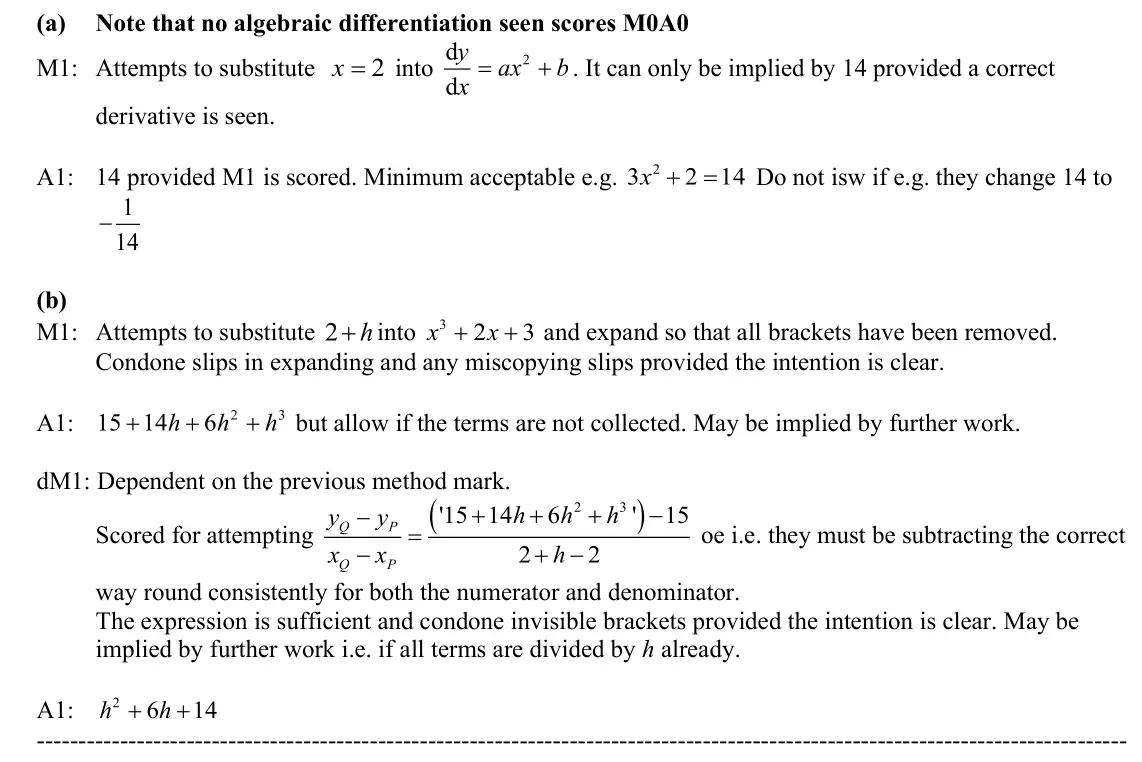 (a) Note that no algebraic differentiation seen scores M0A0
M1: Attempts to substitute x = 2 into dy/dx = ax² + b. It can only be implied by 14 provided a correct
derivative is seen.
A1: 14 provided M1 is scored. Minimum acceptable e.g. 3x² + 2 = 14 Do not isw if e.g. they change 14 to
−1/14
(b)
M1: Attempts to substitute 2 + h into x³ + 2x + 3 and expand so that all brackets have been removed.
Condone slips in expanding and any miscopying slips provided the intention is clear.
A1: 15 + 14h + 6h² + h³ but allow if the terms are not collected. May be implied by further work.
dM1: Dependent on the previous method mark.
Scored for attempting (y_Q − y_P)/(x_Q − x_P) = (('15 + 14h + 6h² + h³') − 15)/(2 + h − 2) oe i.e. they must be subtracting the correct
way round consistently for both the numerator and denominator.
The expression is sufficient and condone invisible brackets provided the intention is clear. May be
implied by further work i.e. if all terms are divided by h already.
A1: h² + 6h + 14